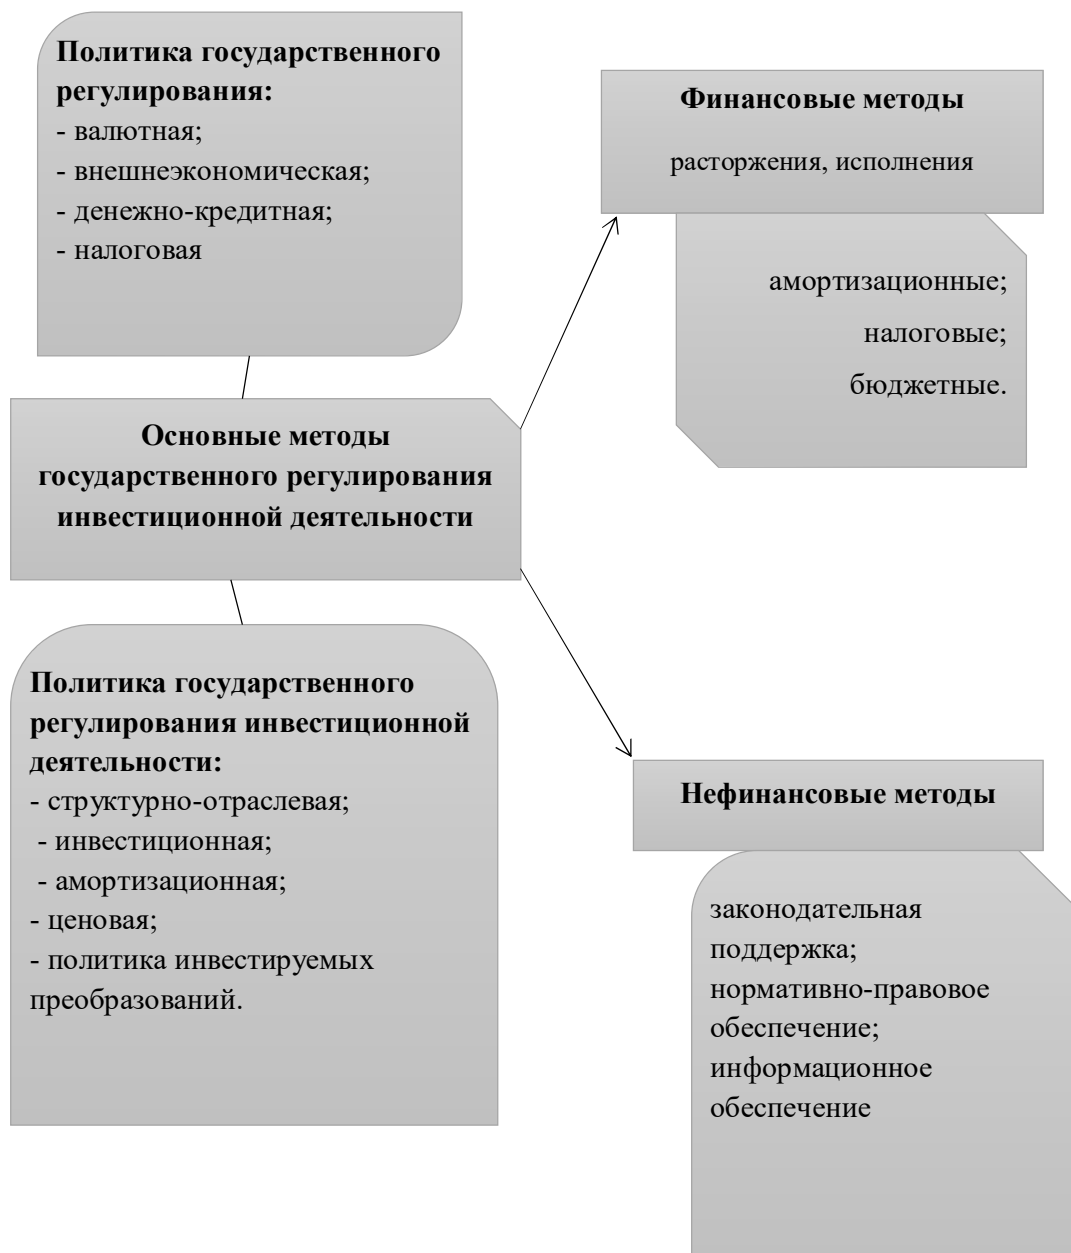 Политика государственного
регулирования:
- валютная;
- внешнеэкономическая;
- денежно-кредитная;
- налоговая
Финансовые методы
расторжения, исполнения
амортизационные;
налоговые;
бюджетные.
Основные методы
государственного регулирования
инвестиционной деятельности
Политика государственного
регулирования инвестиционной
деятельности:
- структурно-отраслевая;
- инвестиционная;
- амортизационная;
- ценовая;
- политика инвестируемых
преобразований.
Нефинансовые методы
законодательная
поддержка;
нормативно-правовое
обеспечение;
информационное
обеспечение